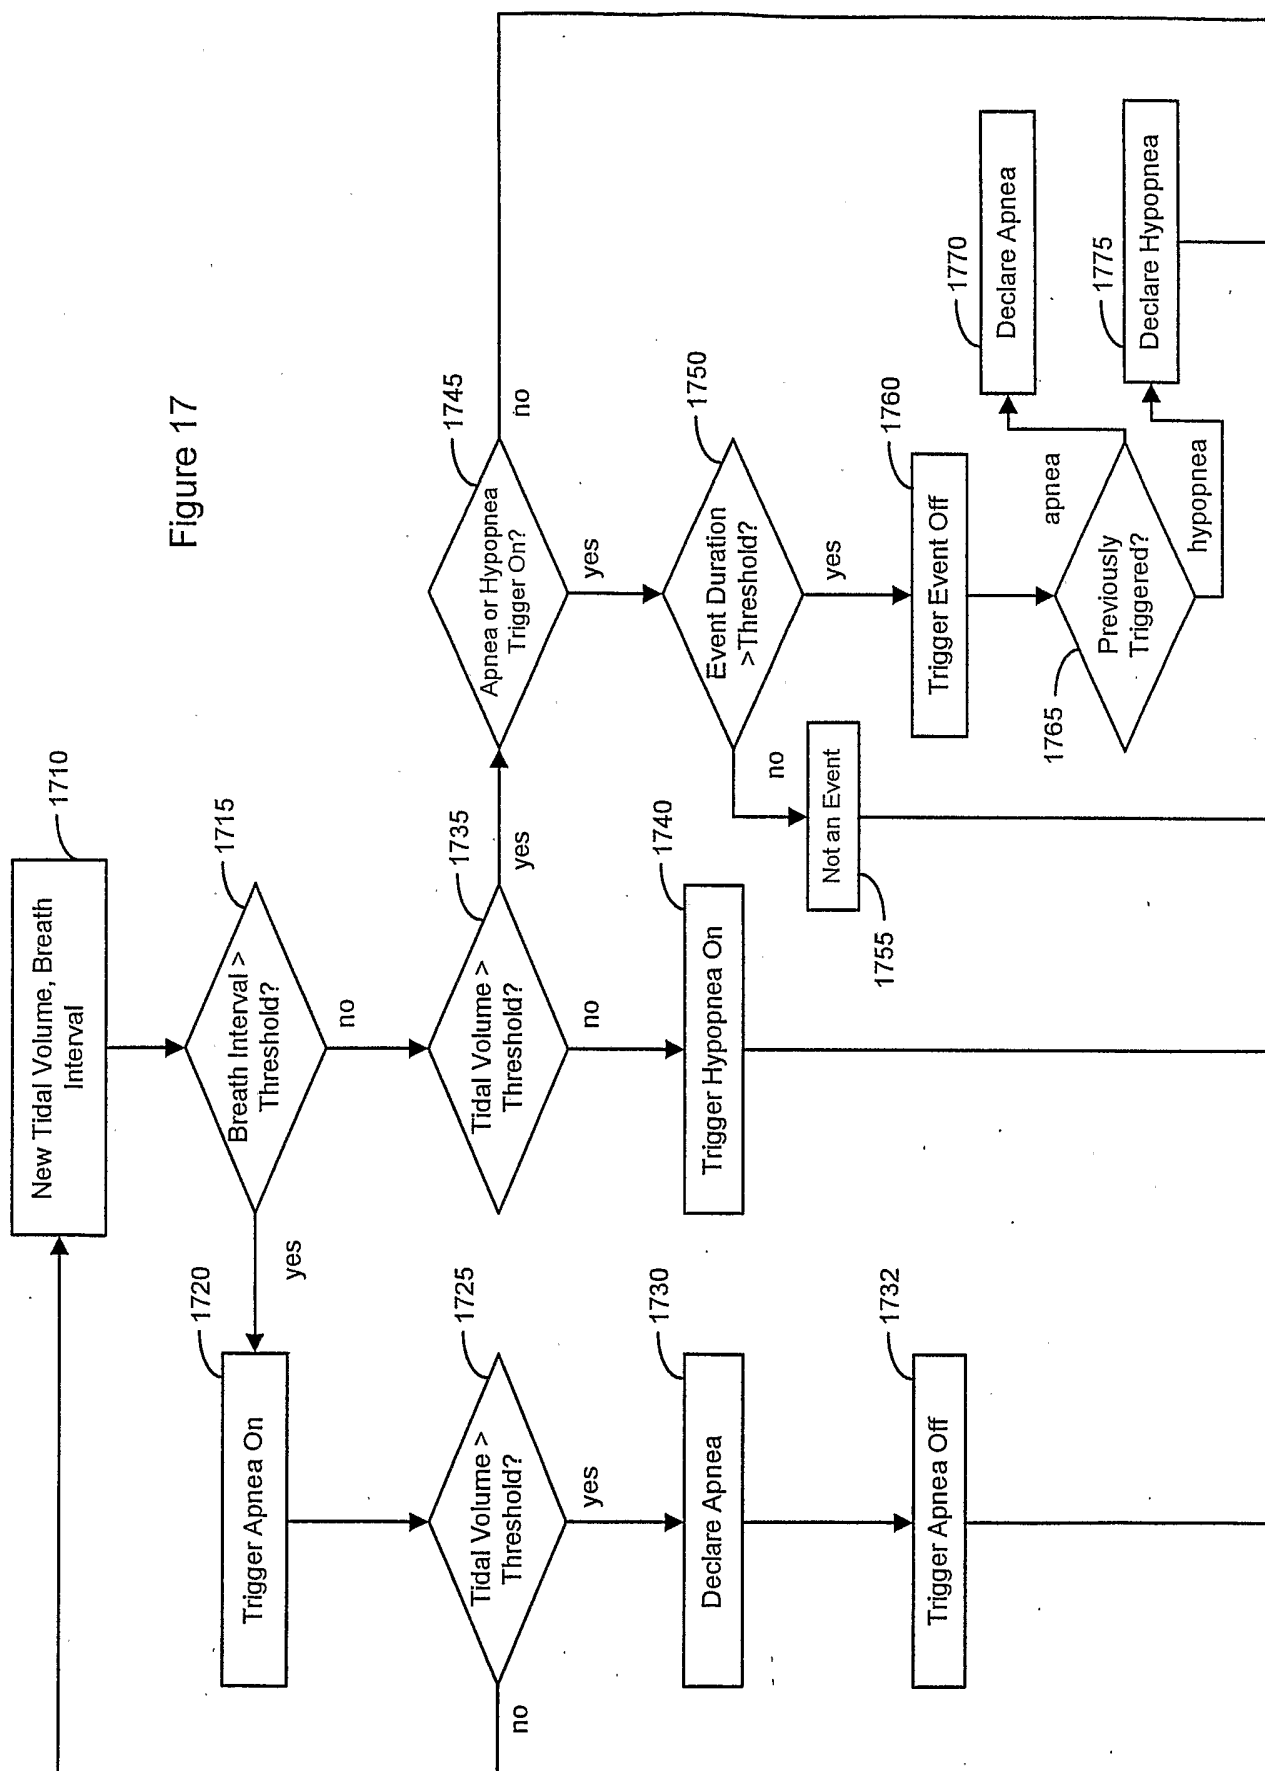 Figure 17
New Tidal Volume, Breath
Interval
1710
Breath Interval >
Threshold?
1715
yes
no
Trigger Apnea On
1720
Tidal Volume >
Threshold?
1725
no
yes
Declare Apnea
1730
Trigger Apnea Off
1732
Tidal Volume >
Threshold?
1735
yes
no
Trigger Hypopnea On
1740
Apnea or Hypopnea
Trigger On?
1745
no
yes
Event Duration
>Threshold?
1750
no
yes
Not an Event
1755
Trigger Event Off
1760
Previously
Triggered?
1765
apnea
hypopnea
Declare Apnea
1770
Declare Hypopnea
1775